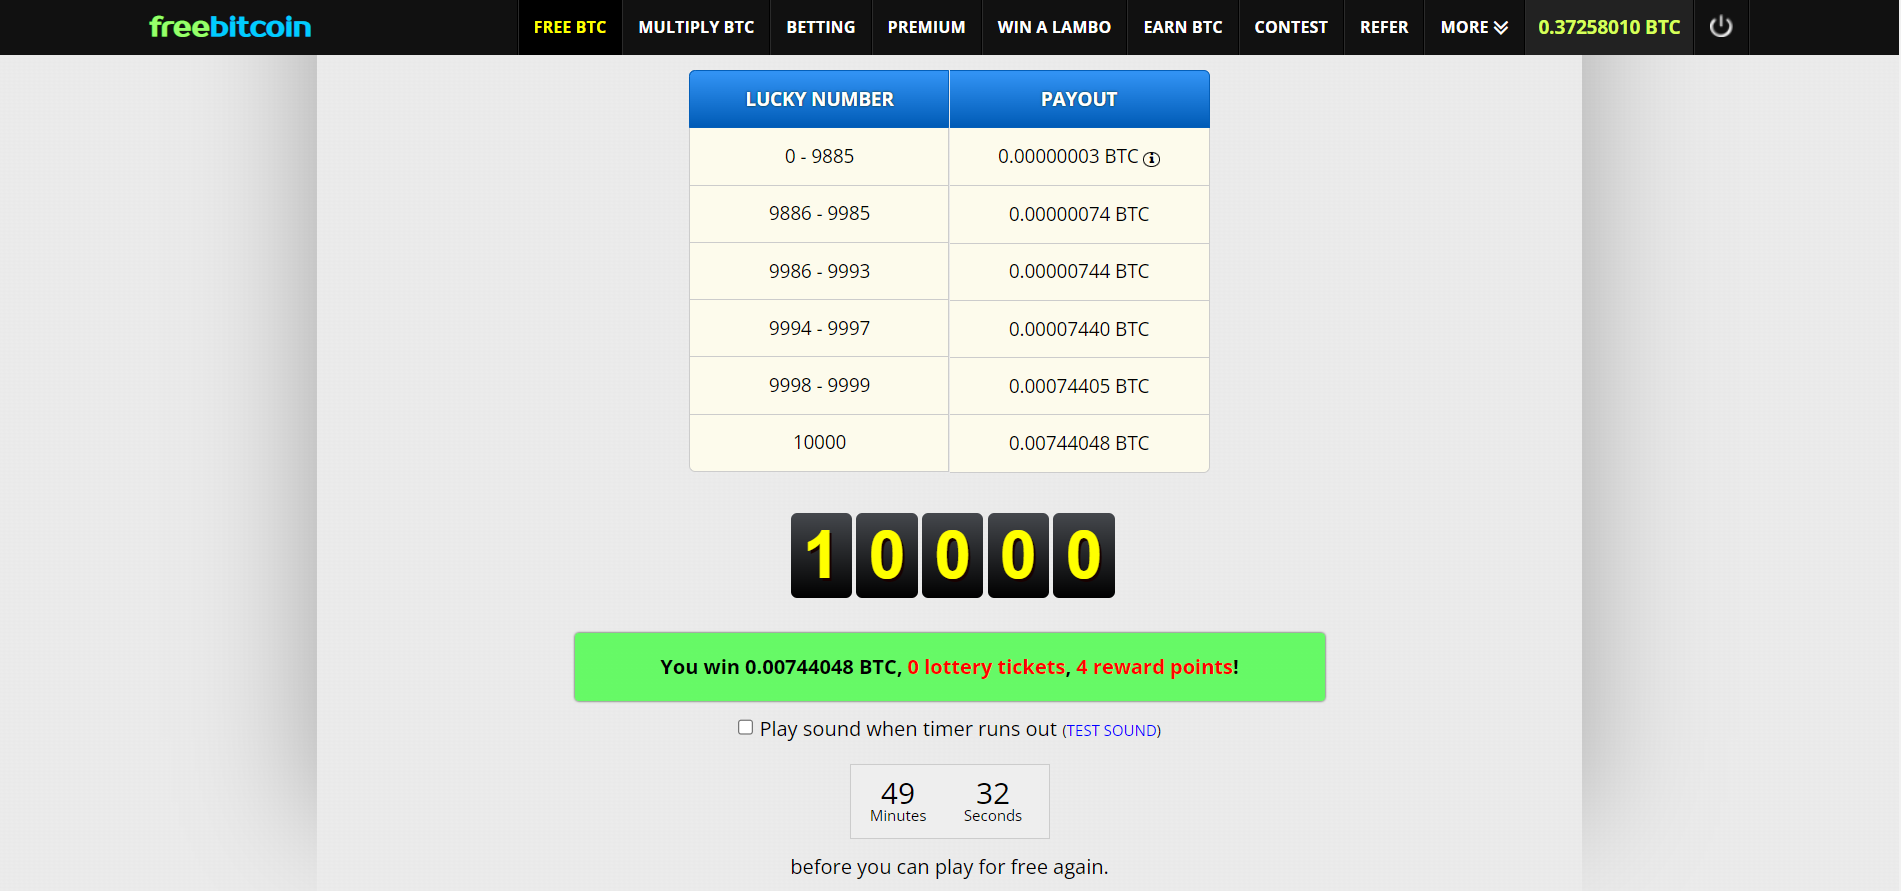 freebitcoin FREE BTC MULTIPLY BTC BETTING PREMIUM WIN A LAMBO EARN BTC CONTEST REFER MORE 0.37258010 BTC
LUCKY NUMBER PAYOUT
0 - 9885 0.00000003 BTC
9886 - 9985 0.00000074 BTC
9986 - 9993 0.00000744 BTC
9994 - 9997 0.00007440 BTC
9998 - 9999 0.00074405 BTC
10000 0.00744048 BTC
1 0 0 0 0
You win 0.00744048 BTC, 0 lottery tickets, 4 reward points!
Play sound when timer runs out (TEST SOUND)
49 32
Minutes Seconds
before you can play for free again.